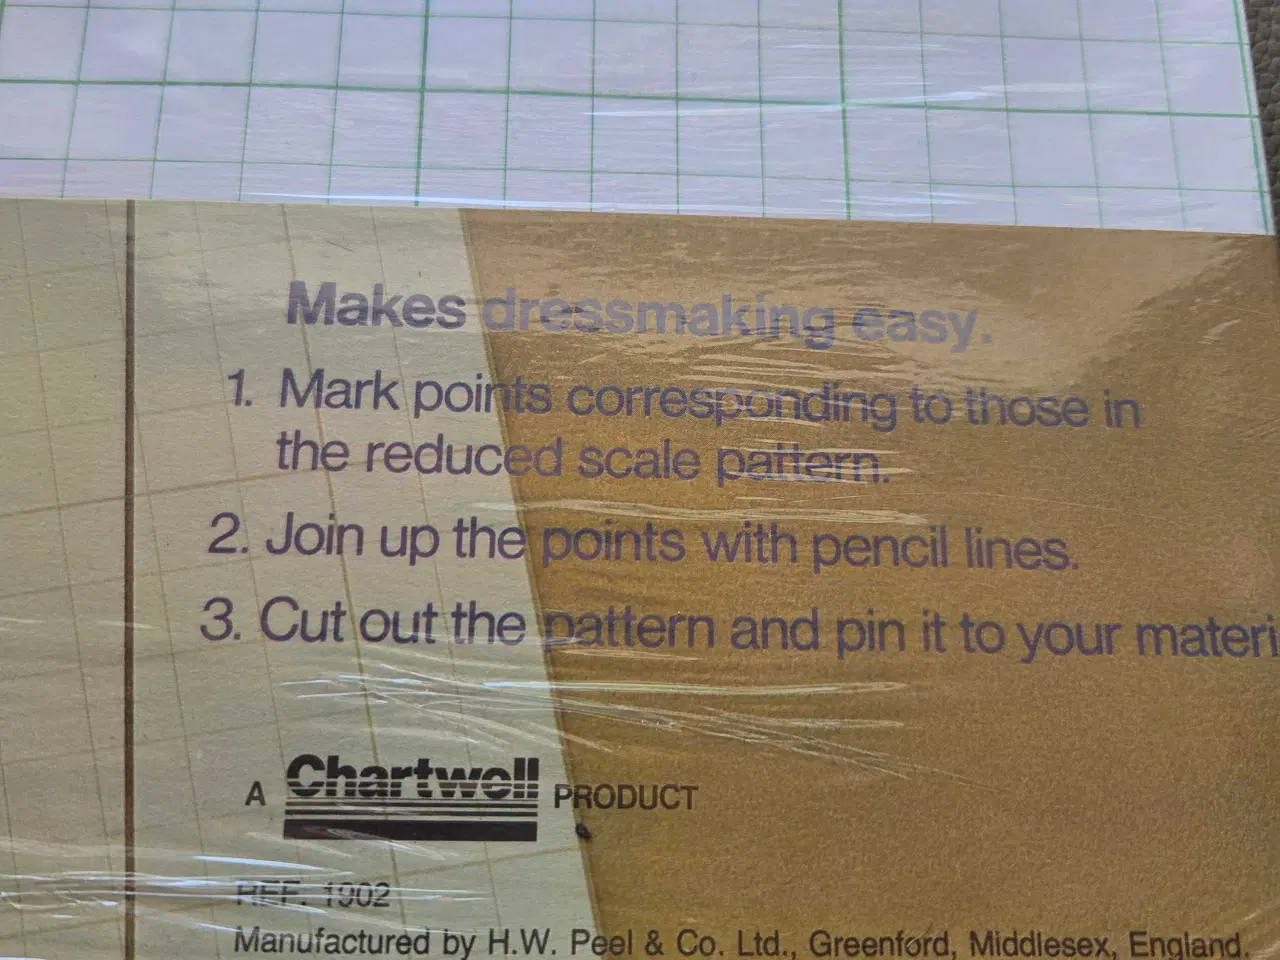 Makes dressmaking easy.
1. Mark points corresponding to those in
the reduced scale pattern.
2. Join up the points with pencil lines.
3. Cut out the pattern and pin it to your materi
A Chartwell PRODUCT
REF. 1902
Manufactured by H.W. Peel & Co. Ltd., Greenford, Middlesex, England.